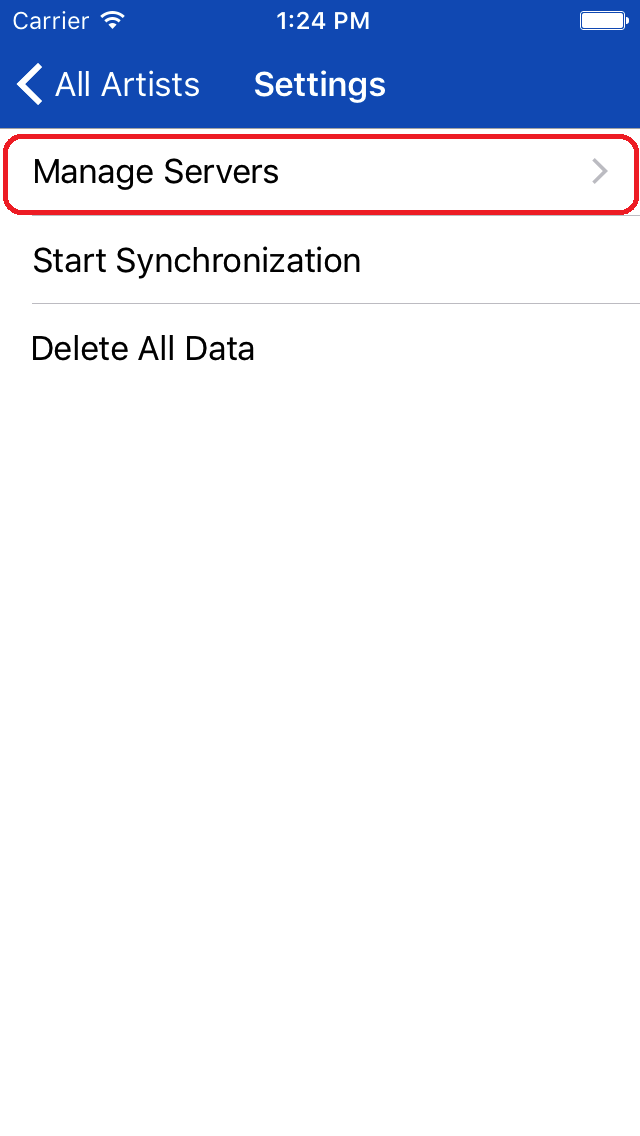 Carrier 1:24 PM
All Artists Settings
Manage Servers
Start Synchronization
Delete All Data